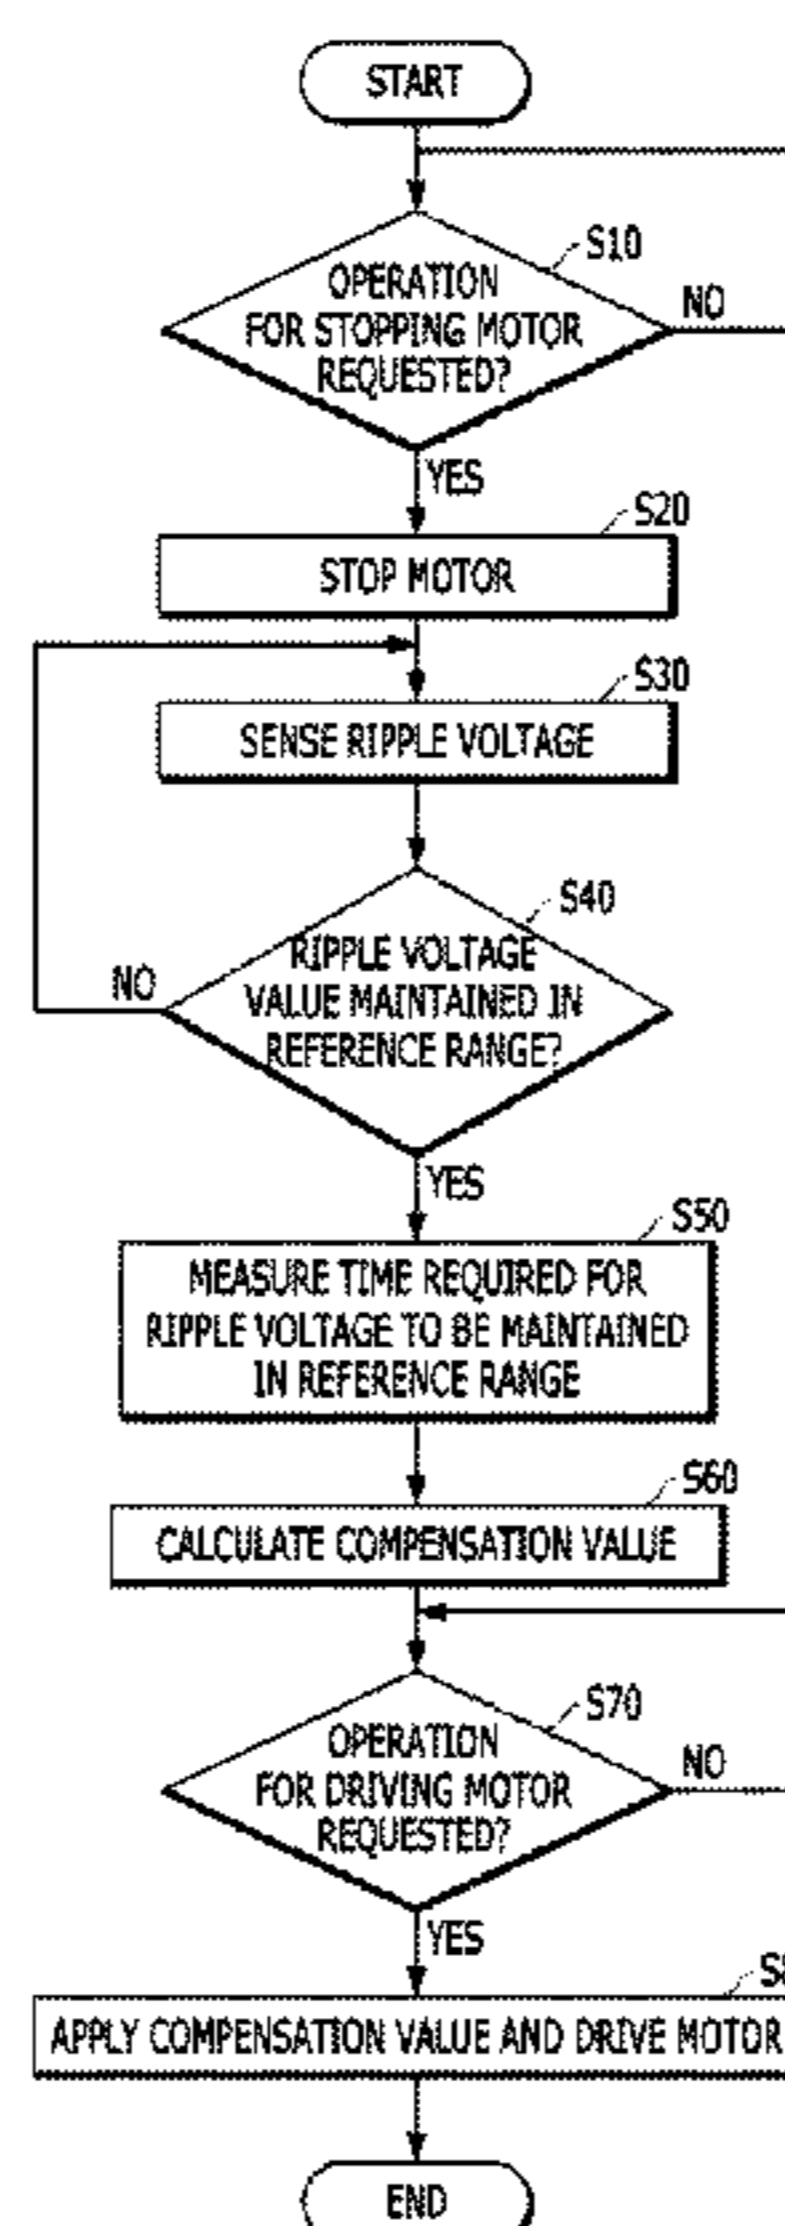 START
S10
OPERATION
FOR STOPPING MOTOR
REQUESTED?
NO
YES
S20
STOP MOTOR
S30
SENSE RIPPLE VOLTAGE
S40
RIPPLE VOLTAGE
VALUE MAINTAINED IN
REFERENCE RANGE?
NO
YES
S50
MEASURE TIME REQUIRED FOR
RIPPLE VOLTAGE TO BE MAINTAINED
IN REFERENCE RANGE
S60
CALCULATE COMPENSATION VALUE
S70
OPERATION
FOR DRIVING MOTOR
REQUESTED?
NO
YES
APPLY COMPENSATION VALUE AND DRIVE MOTOR
END